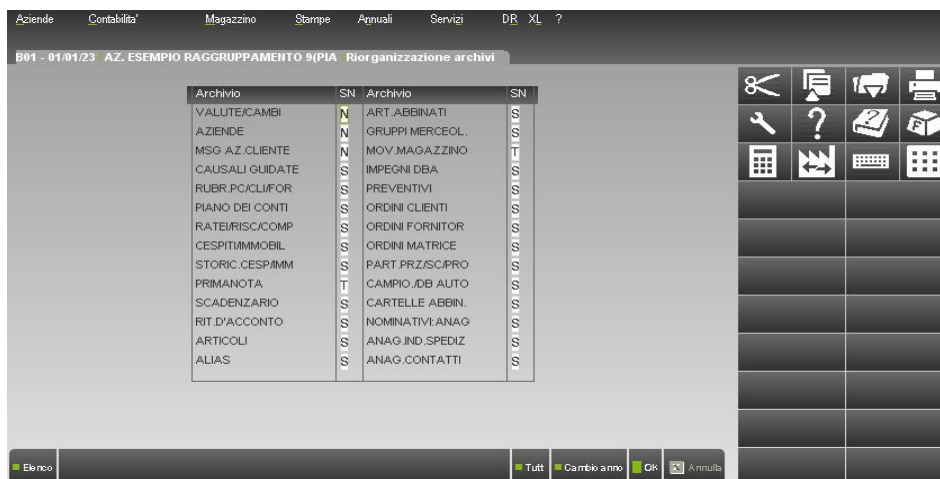 Aziende Contabilita' Magazzino Stampe Annuali Servizi DR XL ?
B01 - 01/01/23 AZ. ESEMPIO RAGGRUPPAMENTO 9(PIA Riorganizzazione archivi
Archivio SN Archivio SN
VALUTE/CAMBI N ART.ABBINATI S
AZIENDE N GRUPPI MERCEOL. S
MSG AZ.CLIENTE N MOV.MAGAZZINO T
CAUSALI GUIDATE S IMPEGNI DBA S
RUBR.PC/CLI/FOR S PREVENTIVI S
PIANO DEI CONTI S ORDINI CLIENTI S
RATEI/RISC/COMP S ORDINI FORNITOR S
CESPITI/IMMOBIL S ORDINI MATRICE S
STORIC.CESP/IMM S PART.PRZ/SC/PRO S
PRIMANOTA T CAMPIO./DB AUTO S
SCADENZARIO S CARTELLE ABBIN. S
RIT.D'ACCONTO S NOMINATIVI:ANAG S
ARTICOLI S ANAG.IND.SPEDIZ S
ALIAS S ANAG.CONTATTI S
Elenco Tutt Cambio anno Ok Annulla